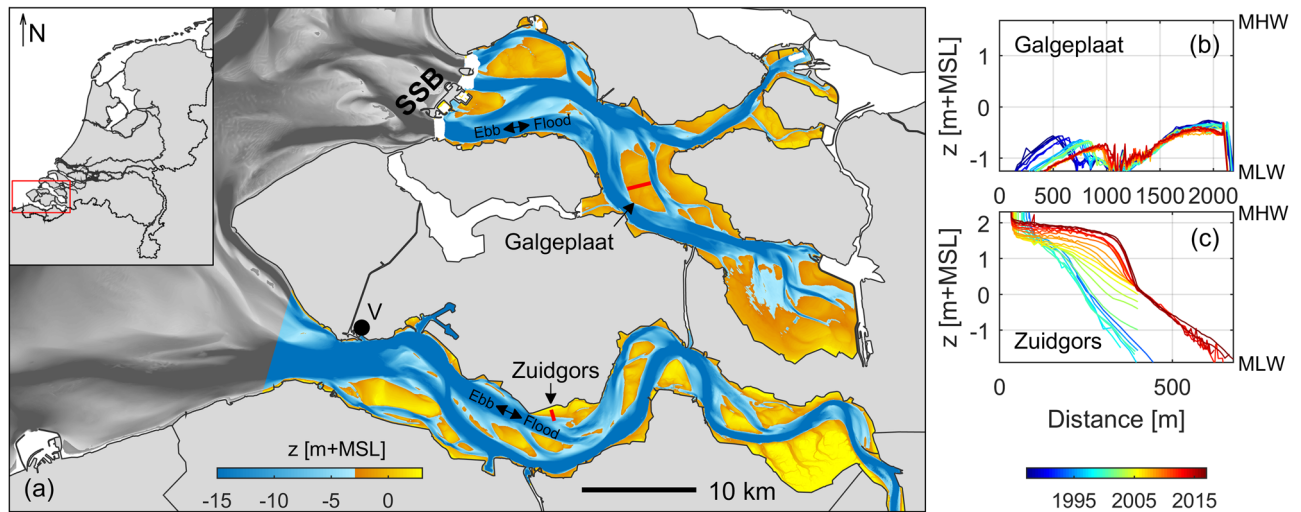 N
SSB
Ebb Flood
Galgeplaat
V
Zuidgors
Ebb Flood
z [m+MSL]
-15 -10 -5 0
(a)
10 km
Galgeplaat
(b)
MHW
1
0
-1
z [m+MSL]
MLW
0 500 1000 1500 2000
MHW
(c)
2
1
0
-1
z [m+MSL]
Zuidgors
MLW
0 500
Distance [m]
1995 2005 2015